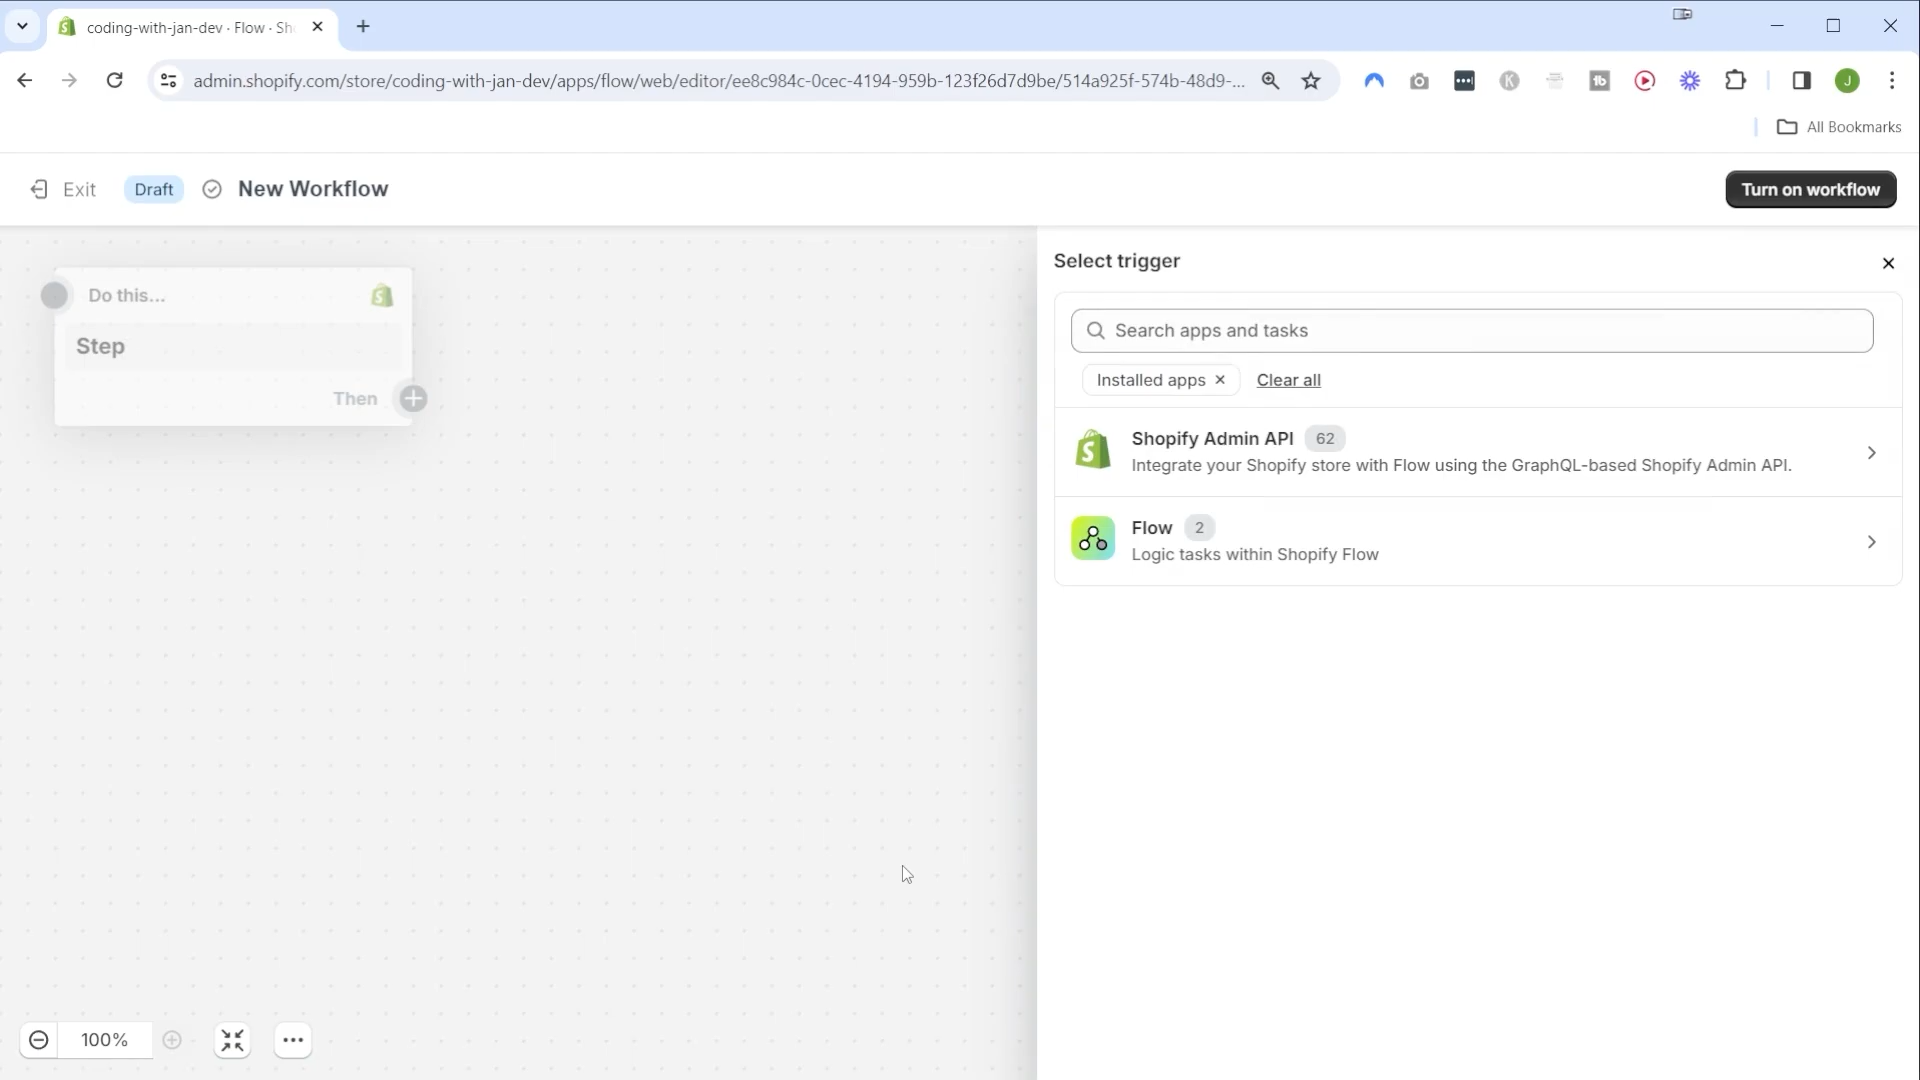 coding-with-jan-dev · Flow · Sh
admin.shopify.com/store/coding-with-jan-dev/apps/flow/web/editor/ee8c984c-0cec-4194-959b-123f26d7d9be/514a925f-574b-48d9-...
J
All Bookmarks
Exit
Draft
New Workflow
Turn on workflow
Do this...
Step
Then
Select trigger
Search apps and tasks
Installed apps
Clear all
Shopify Admin API 62
Integrate your Shopify store with Flow using the GraphQL-based Shopify Admin API.
Flow 2
Logic tasks within Shopify Flow
100%